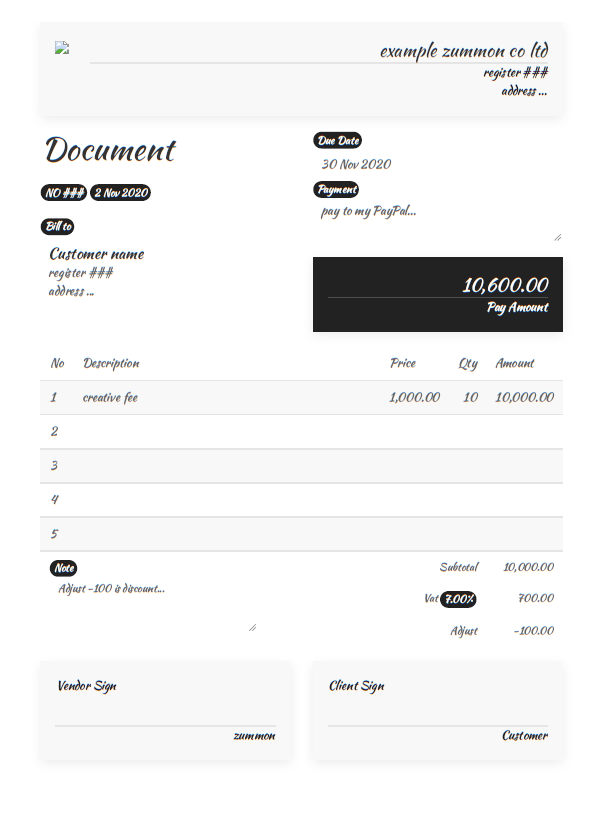 example zummon co ltd
register ###
address ...
Document
NO ### 2 Nov 2020
Bill to
Customer name
register ###
address ...
Due Date
30 Nov 2020
Payment
pay to my PayPal...
10,600.00
Pay Amount
No Description Price Qty Amount
1 creative fee 1,000.00 10 10,000.00
2
3
4
5
Note
Adjust -100 is discount...
Subtotal 10,000.00
Vat 7.00% 700.00
Adjust -100.00
Vendor Sign
zummon
Client Sign
Customer